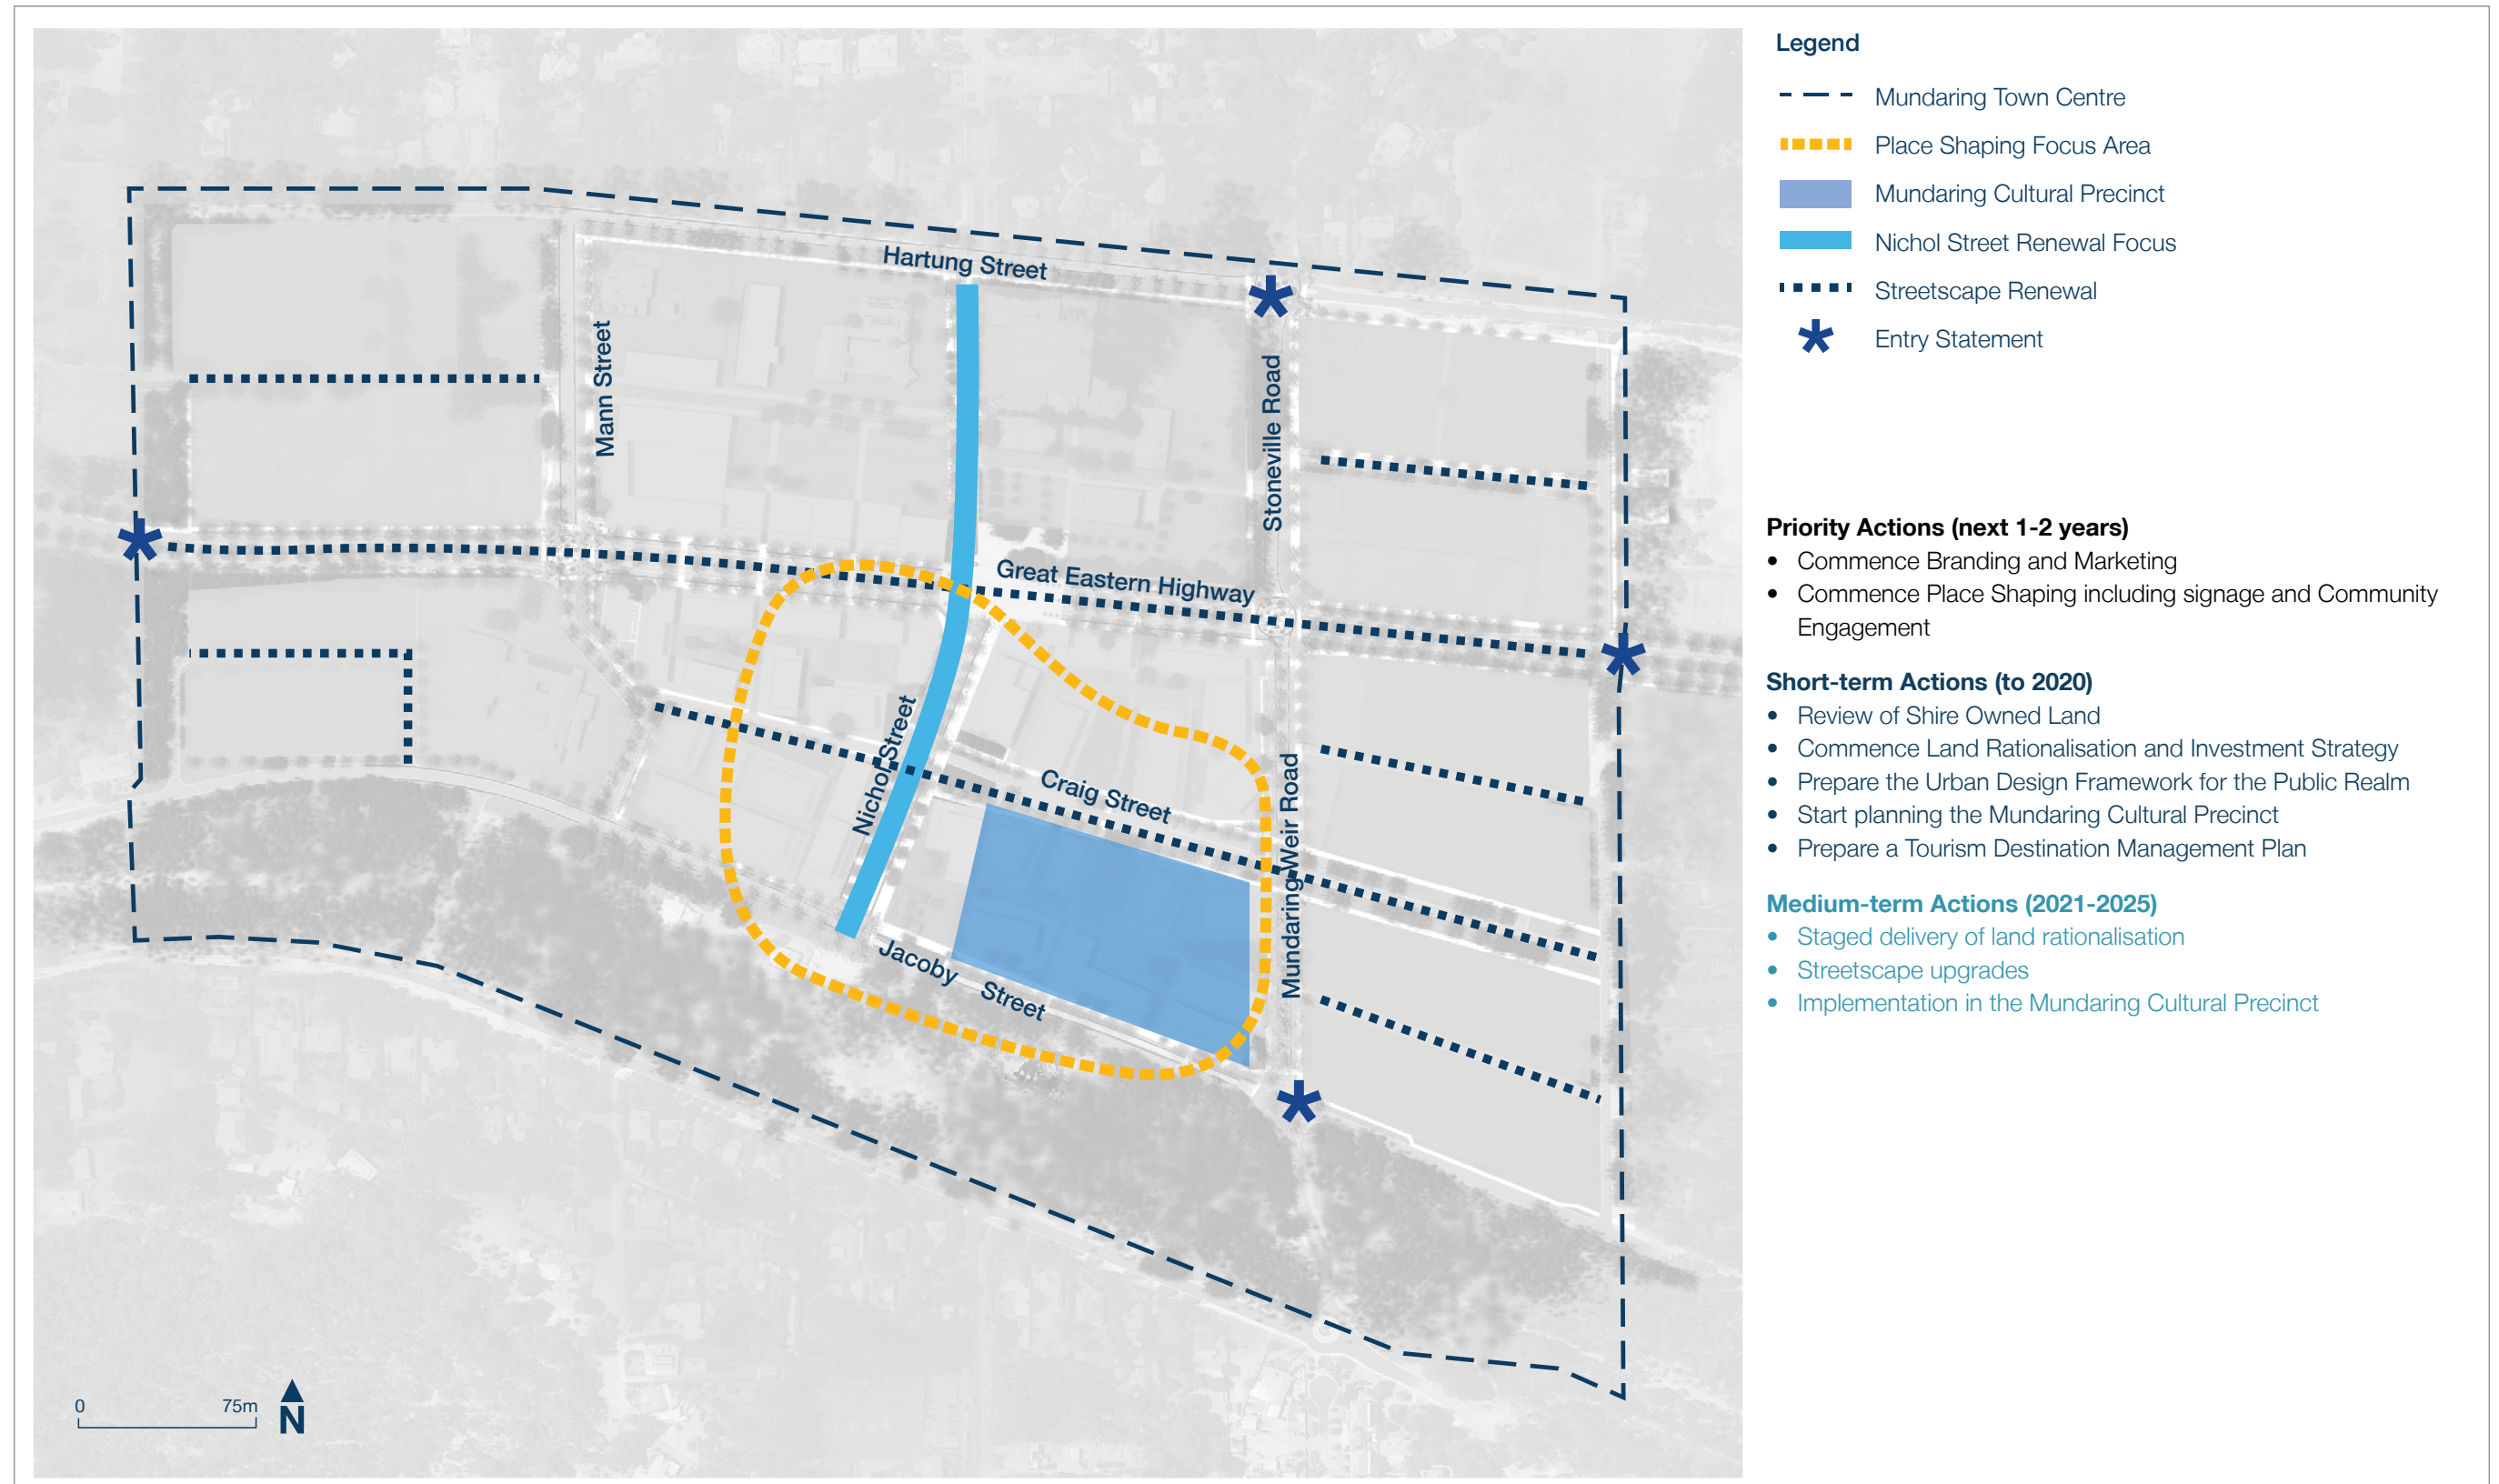 Legend
Mundaring Town Centre
Place Shaping Focus Area
Mundaring Cultural Precinct
Nichol Street Renewal Focus
Streetscape Renewal
Entry Statement
Hartung Street
Mann Street
Stoneville Road
Great Eastern Highway
Nichol Street
Craig Street
Mundaring Weir Road
Jacoby Street
0 75m
N
Priority Actions (next 1-2 years)
• Commence Branding and Marketing
• Commence Place Shaping including signage and Community
Engagement
Short-term Actions (to 2020)
• Review of Shire Owned Land
• Commence Land Rationalisation and Investment Strategy
• Prepare the Urban Design Framework for the Public Realm
• Start planning the Mundaring Cultural Precinct
• Prepare a Tourism Destination Management Plan
Medium-term Actions (2021-2025)
• Staged delivery of land rationalisation
• Streetscape upgrades
• Implementation in the Mundaring Cultural Precinct